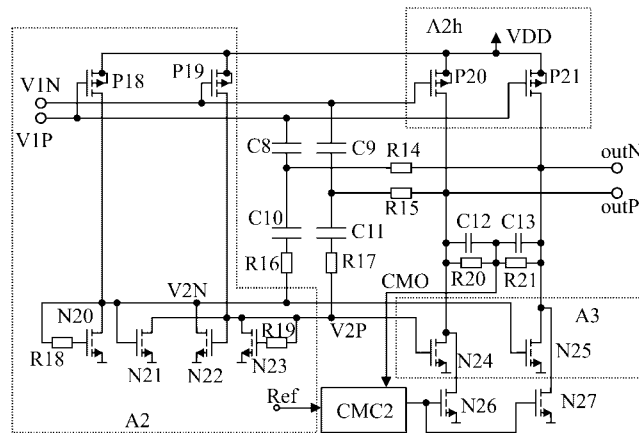 A2h
VDD
P18
P19
P20
P21
V1N
V1P
C8
C9
R14
outN
outP
R15
C10
C11
C12
C13
R16
R17
CMO
R20
R21
V2N
V2P
N20
R18
N21
N22
R19
N23
A3
N24
N25
A2
Ref
CMC2
N26
N27